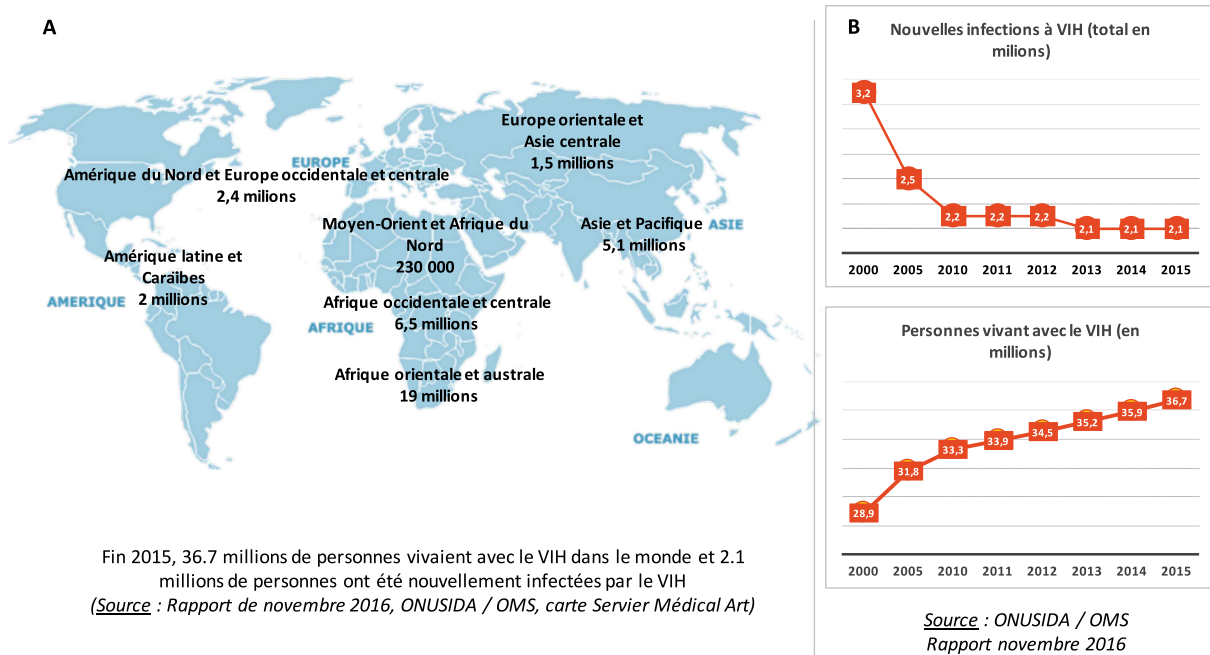 A
Europe orientale et
Asie centrale
1,5 millions
EUROPE
Amérique du Nord et Europe occidentale et centrale
2,4 milions
Moyen-Orient et Afrique du
Nord
230 000
Asie et Pacifique
5,1 millions
ASIE
Amérique latine et
Caraïbes
2 millions
AMERIQUE
Afrique occidentale et centrale
6,5 millions
AFRIQUE
Afrique orientale et australe
19 millions
OCEANIE
Fin 2015, 36.7 millions de personnes vivaient avec le VIH dans le monde et 2.1
millions de personnes ont été nouvellement infectées par le VIH
(Source : Rapport de novembre 2016, ONUSIDA / OMS, carte Servier Médical Art)
B
Nouvelles infections à VIH (total en
milions)
3,2
2,5
2,2
2,2
2,2
2,1
2,1
2,1
2000 2005 2010 2011 2012 2013 2014 2015
Personnes vivant avec le VIH (en
millions)
28,9
31,8
33,3
33,9
34,5
35,2
35,9
36,7
2000 2005 2010 2011 2012 2013 2014 2015
Source : ONUSIDA / OMS
Rapport novembre 2016